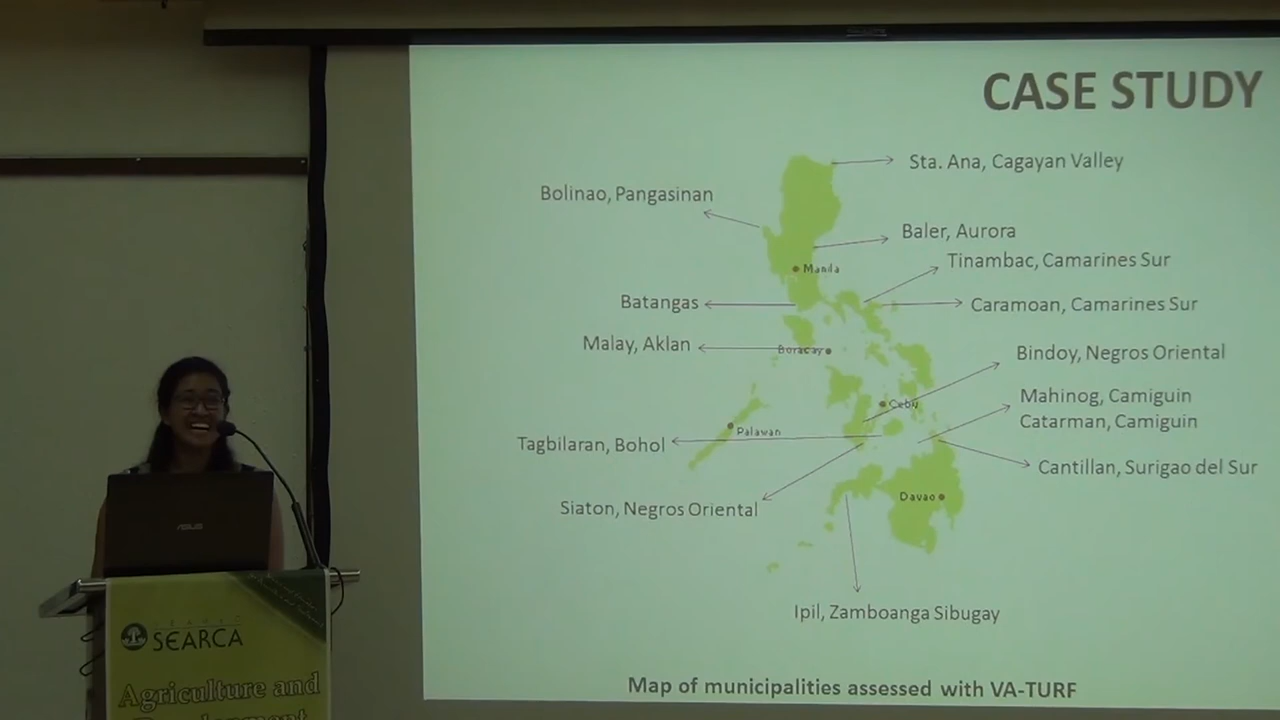 CASE STUDY
Sta. Ana, Cagayan Valley
Bolinao, Pangasinan
Baler, Aurora
Tinambac, Camarines Sur
Manila
Batangas
Caramoan, Camarines Sur
Malay, Aklan
Boracay
Bindoy, Negros Oriental
Mahinog, Camiguin
Catarman, Camiguin
Cebu
Palawan
Tagbilaran, Bohol
Cantillan, Surigao del Sur
Davao
Siaton, Negros Oriental
Ipil, Zamboanga Sibugay
Map of municipalities assessed with VA-TURF
ASUS
SEARCA
Agriculture and
Development